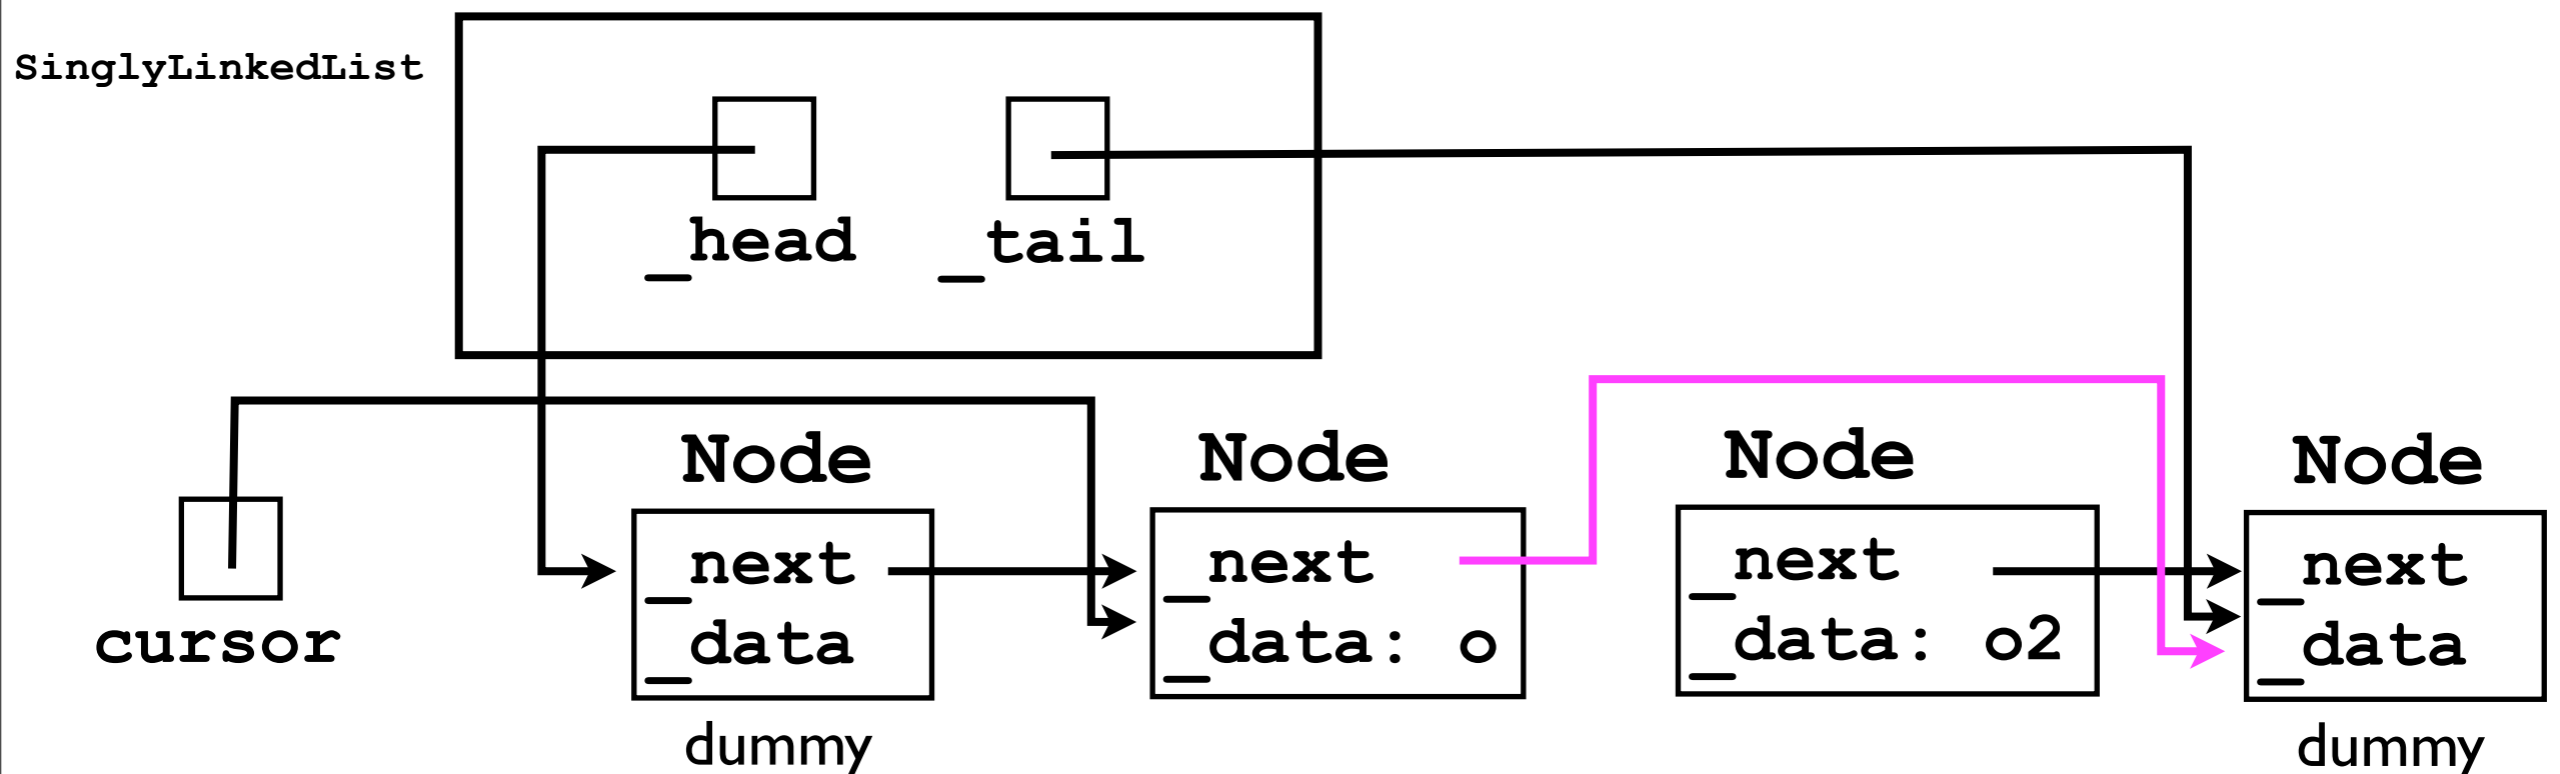 SinglyLinkedList
_head
_tail
cursor
Node
_next
_data
dummy
Node
_next
_data: o
Node
_next
_data: o2
Node
_next
_data
dummy